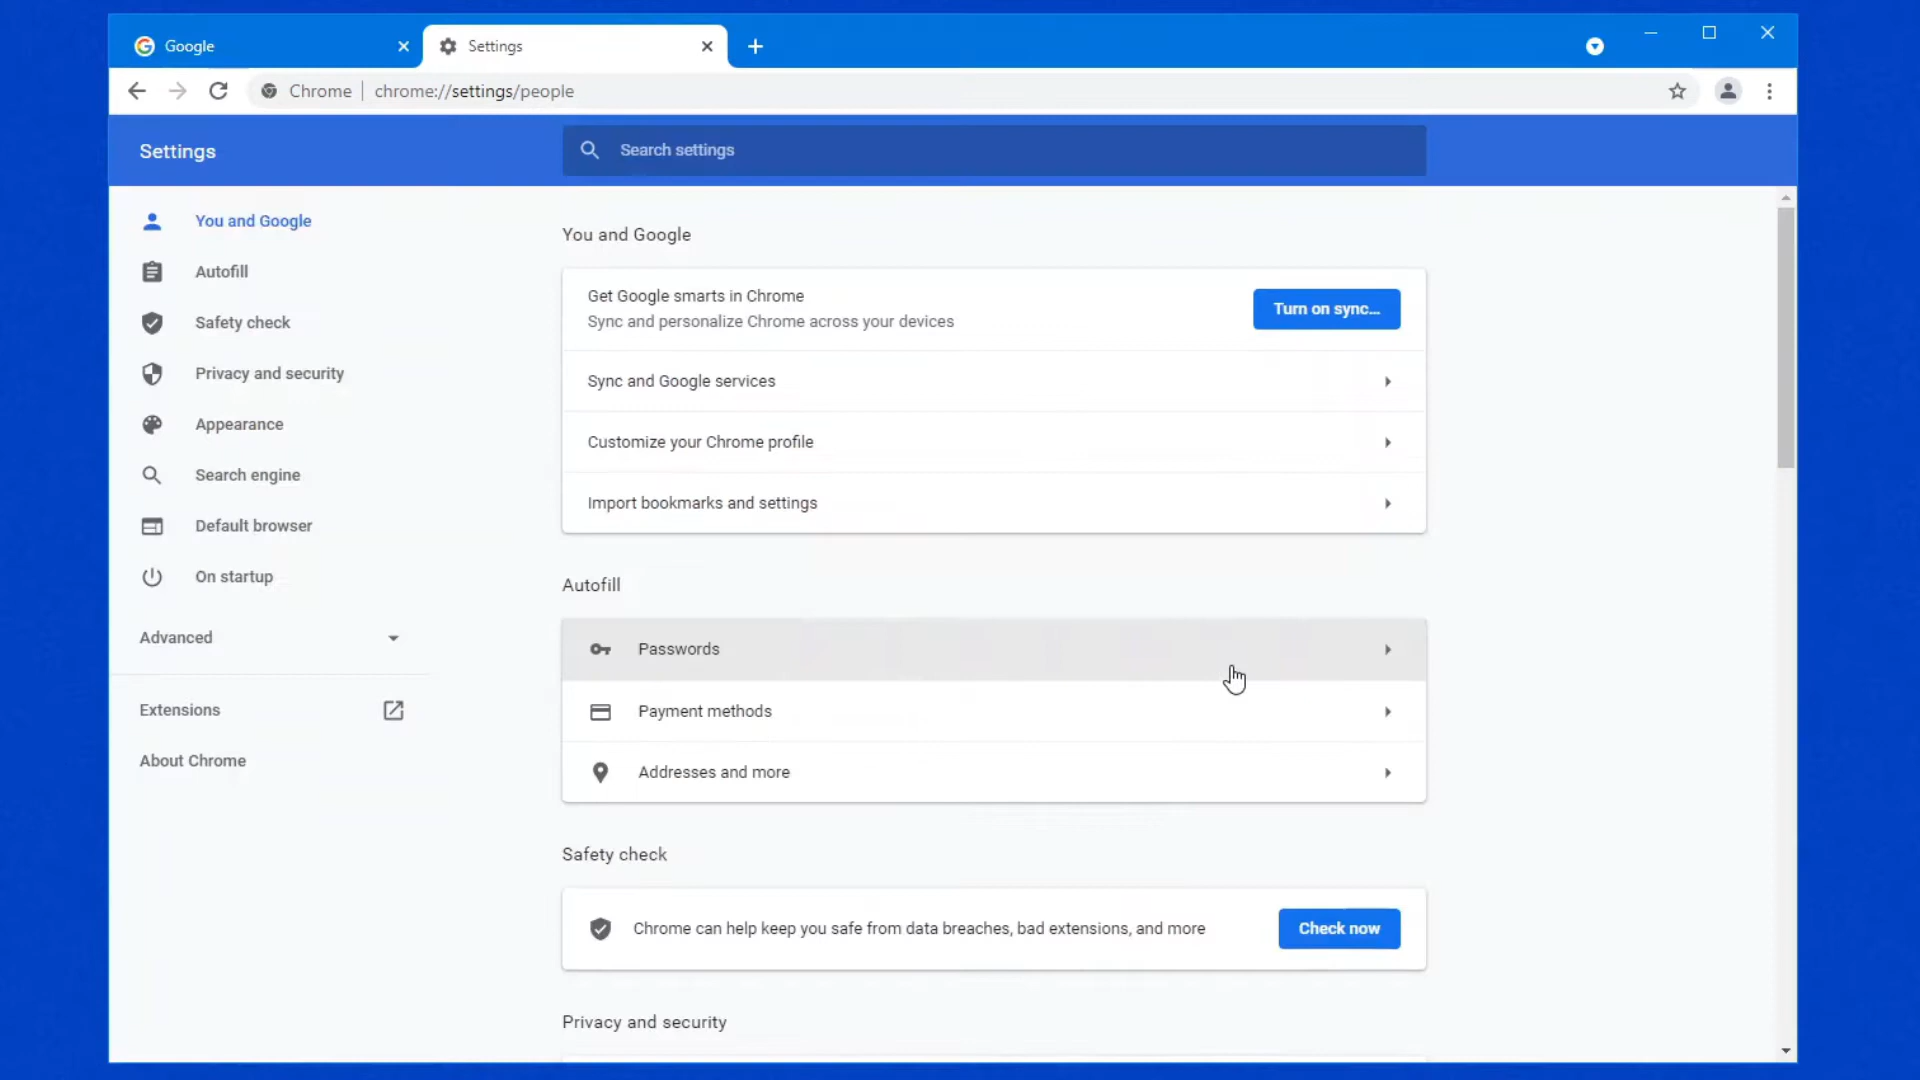 Google
Settings
Chrome | chrome://settings/people
Settings
Search settings
You and Google
Autofill
Safety check
Privacy and security
Appearance
Search engine
Default browser
On startup
Advanced
Extensions
About Chrome
You and Google
Get Google smarts in Chrome
Sync and personalize Chrome across your devices
Turn on sync...
Sync and Google services
Customize your Chrome profile
Import bookmarks and settings
Autofill
Passwords
Payment methods
Addresses and more
Safety check
Chrome can help keep you safe from data breaches, bad extensions, and more
Check now
Privacy and security